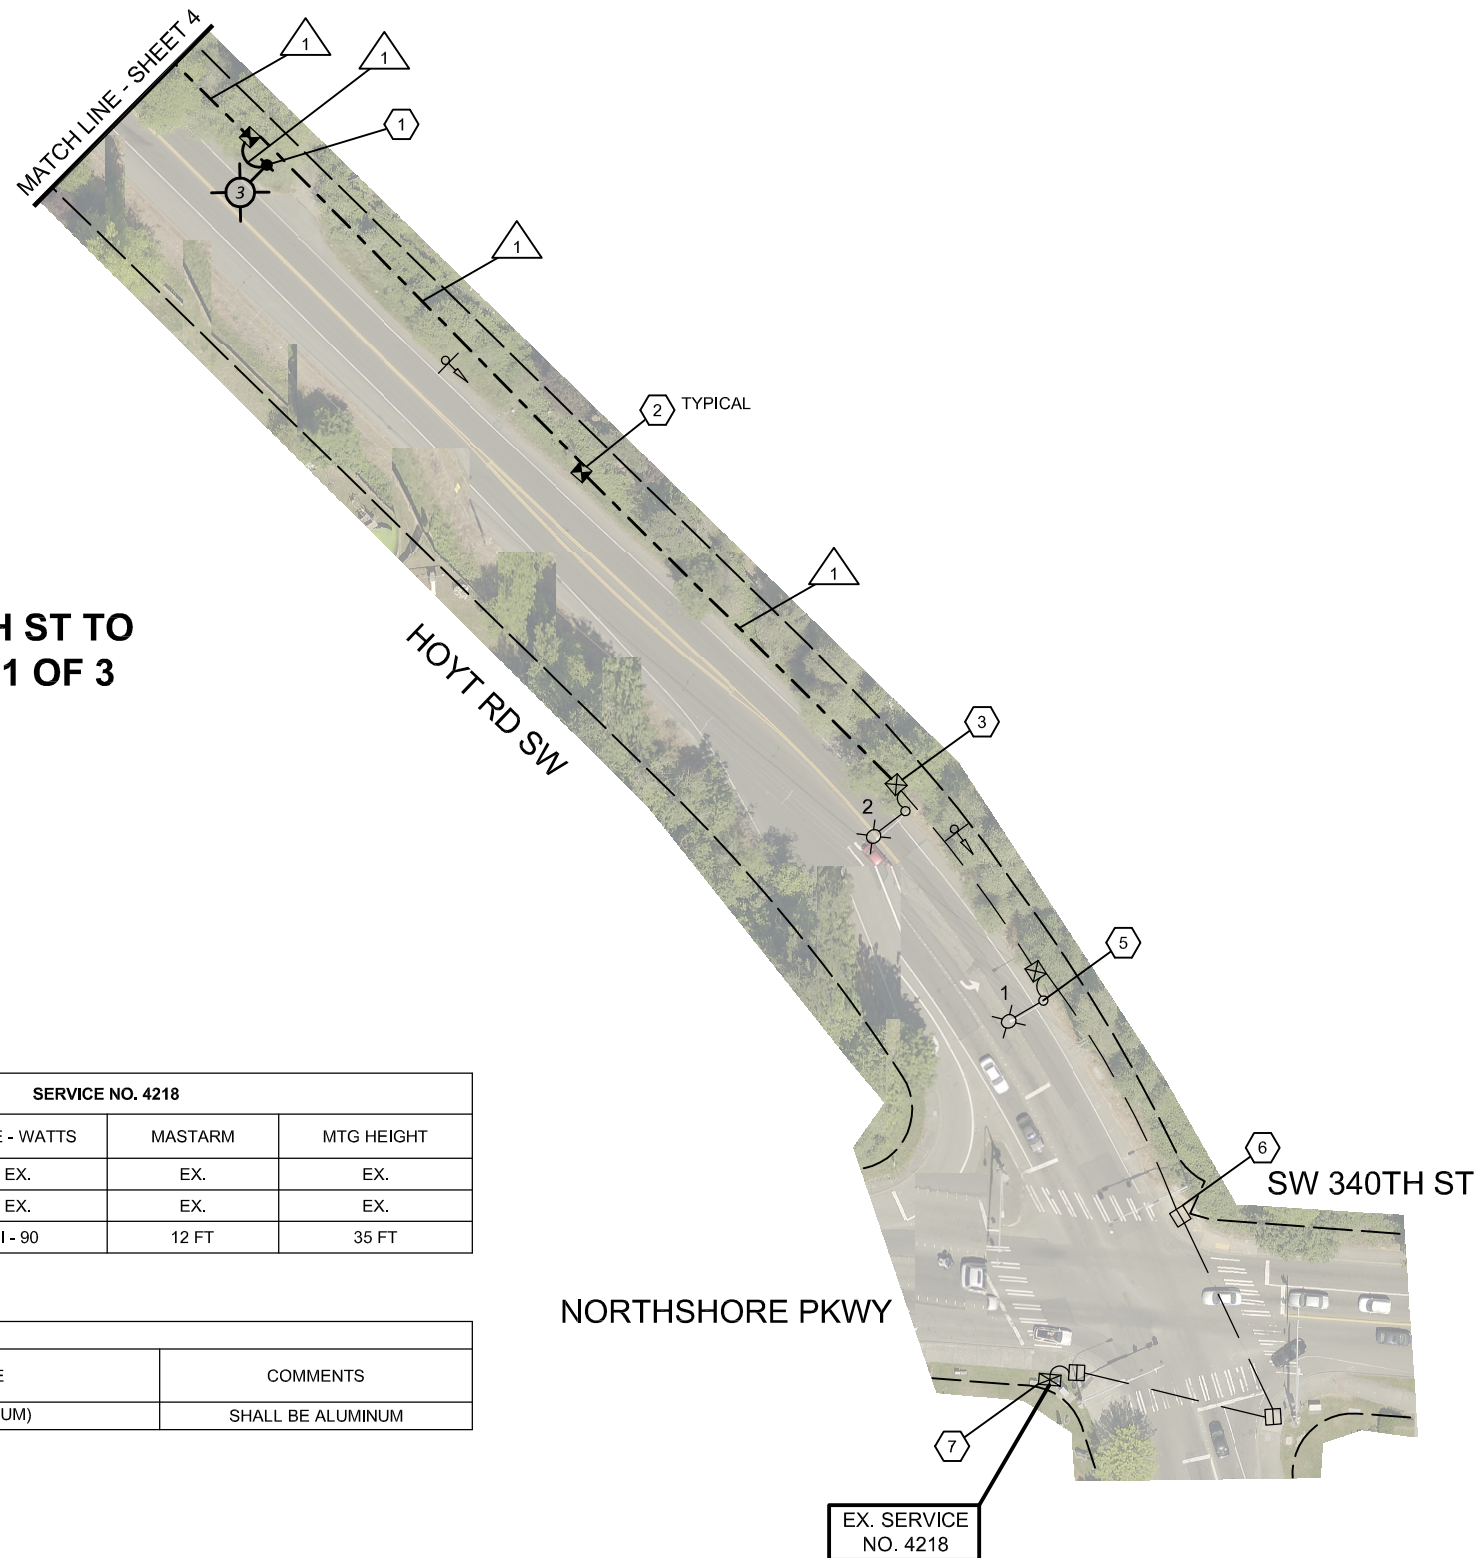 MATCH LINE - SHEET 4
1
1
1
3
1
2 TYPICAL
1
H ST TO
1 OF 3
HOYT RD SW
3
2
5
1
SERVICE NO. 4218
E - WATTS MASTARM MTG HEIGHT
EX. EX. EX.
EX. EX. EX.
I - 90 12 FT 35 FT
6
SW 340TH ST
NORTHSHORE PKWY
E COMMENTS
UM) SHALL BE ALUMINUM
7
EX. SERVICE
NO. 4218